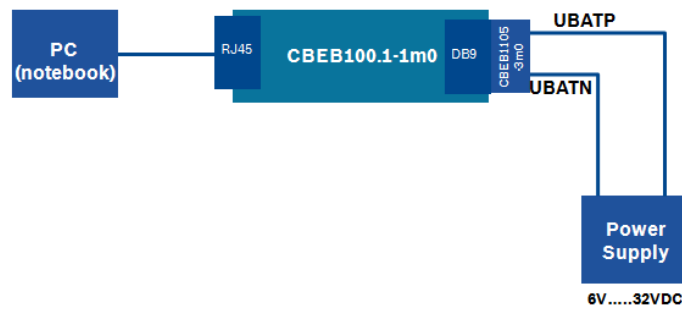 UBATP
PC
(notebook)
RJ45
CBEB100.1-1m0
DB9
CBEB1105
-3m0
UBATN
Power
Supply
6V.....32VDC